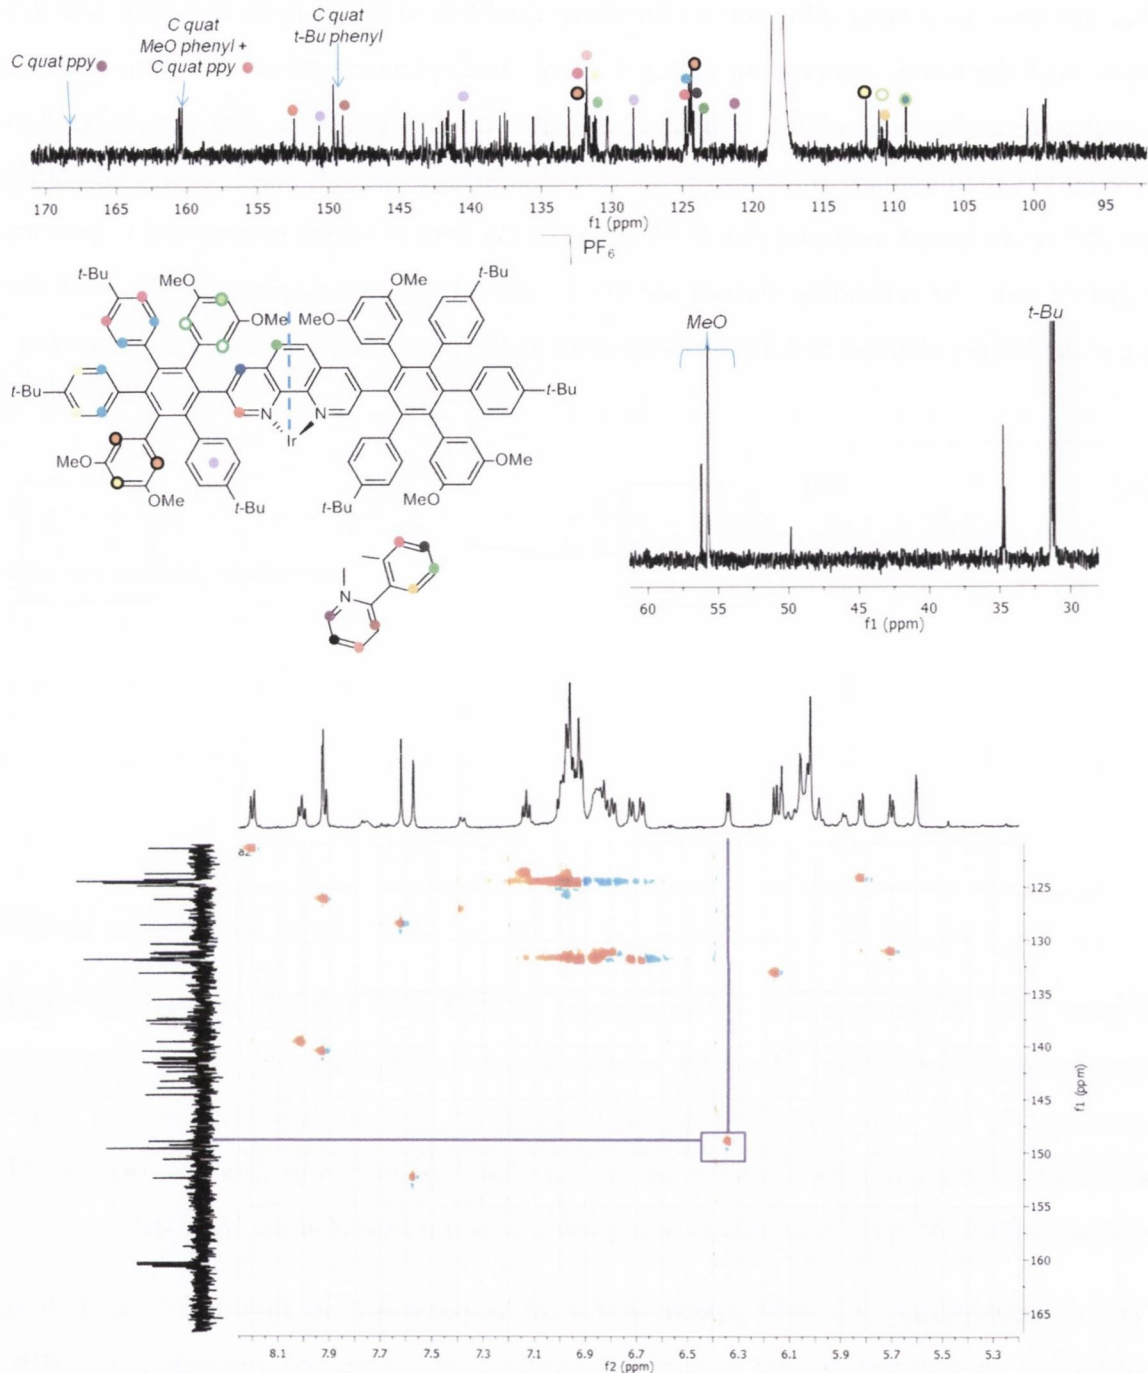 C quat ppy
C quat
MeO phenyl +
C quat ppy
C quat
t-Bu phenyl
170 165 160 155 150 145 140 135 130 125 120 115 110 105 100 95
f1 (ppm)
PF6
t-Bu
MeO
OMe
t-Bu
MeO
OMe
t-Bu
OMe
MeO
t-Bu
N
N
Ir
t-Bu
MeO
OMe
t-Bu
t-Bu
MeO
OMe
N
MeO
t-Bu
60 55 50 45 40 35 30
f1 (ppm)
a2
125
130
135
140
145
150
155
160
165
f1 (ppm)
8.1 7.9 7.7 7.5 7.3 7.1 6.9 6.7 6.5 6.3 6.1 5.9 5.7 5.5 5.3
f2 (ppm)